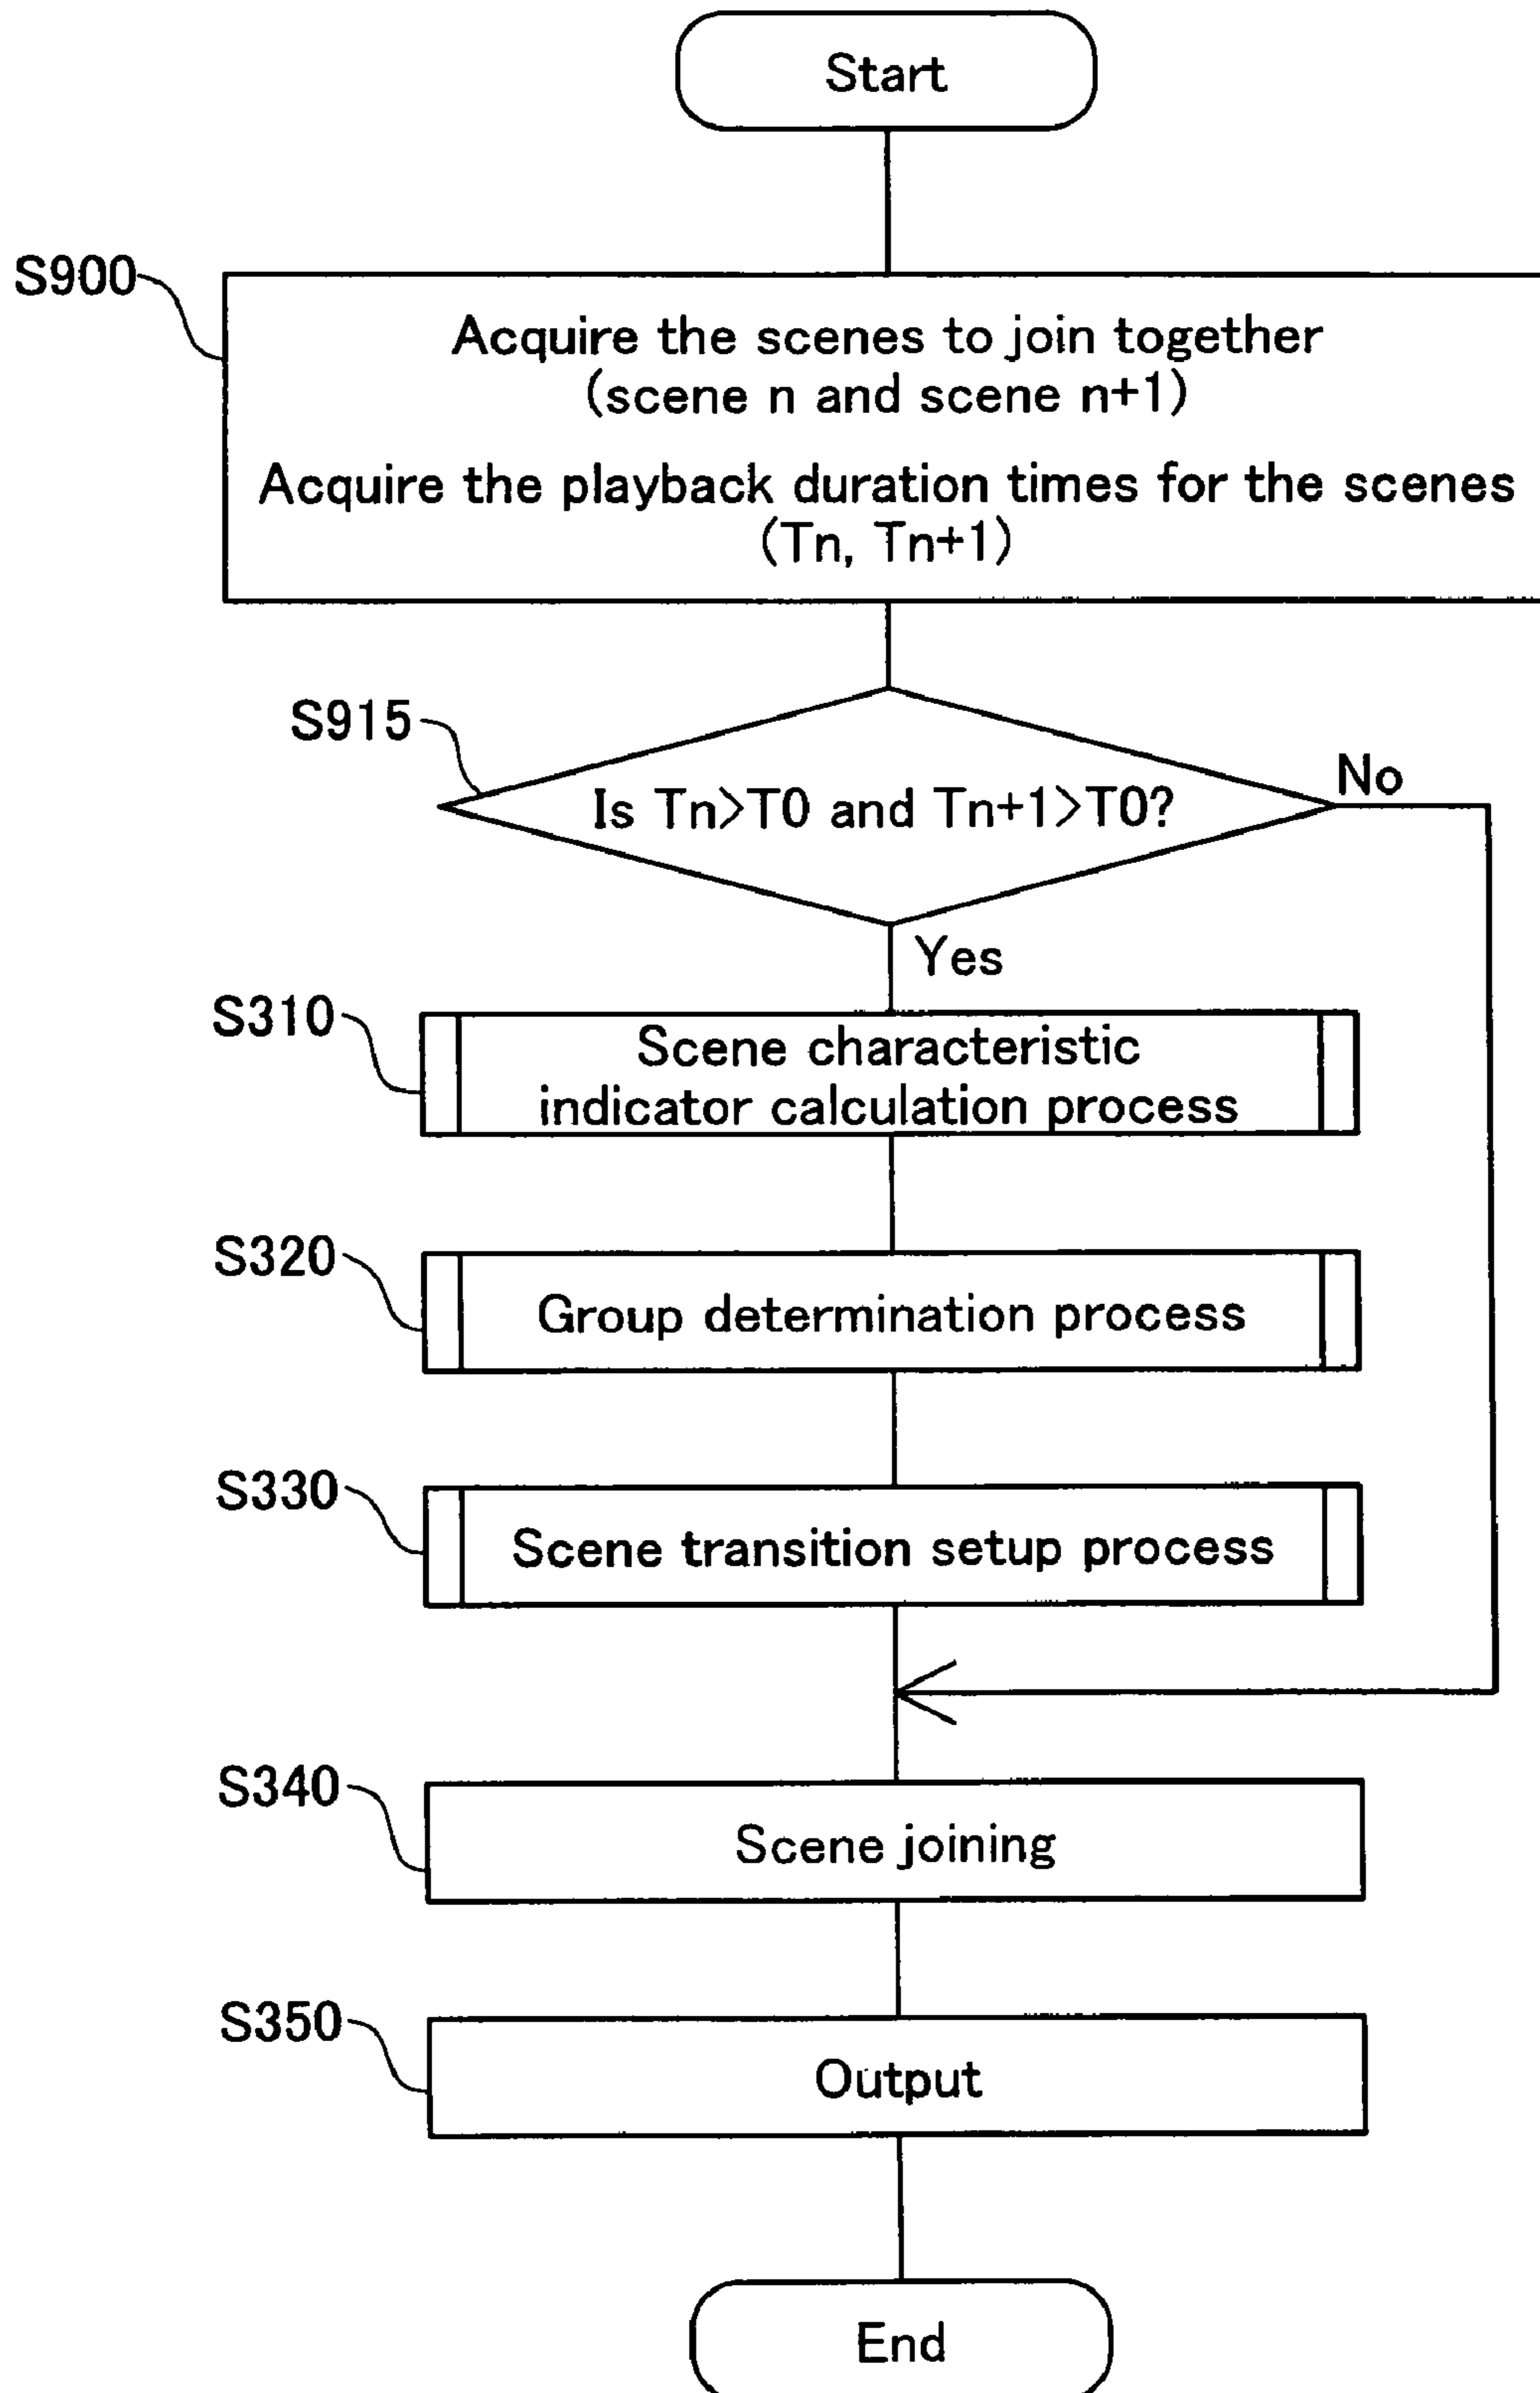 Start
S900
Acquire the scenes to join together
(scene n and scene n+1)
Acquire the playback duration times for the scenes
(Tn, Tn+1)
S915
Is Tn>T0 and Tn+1>T0?
No
Yes
S310
Scene characteristic
indicator calculation process
S320
Group determination process
S330
Scene transition setup process
S340
Scene joining
S350
Output
End